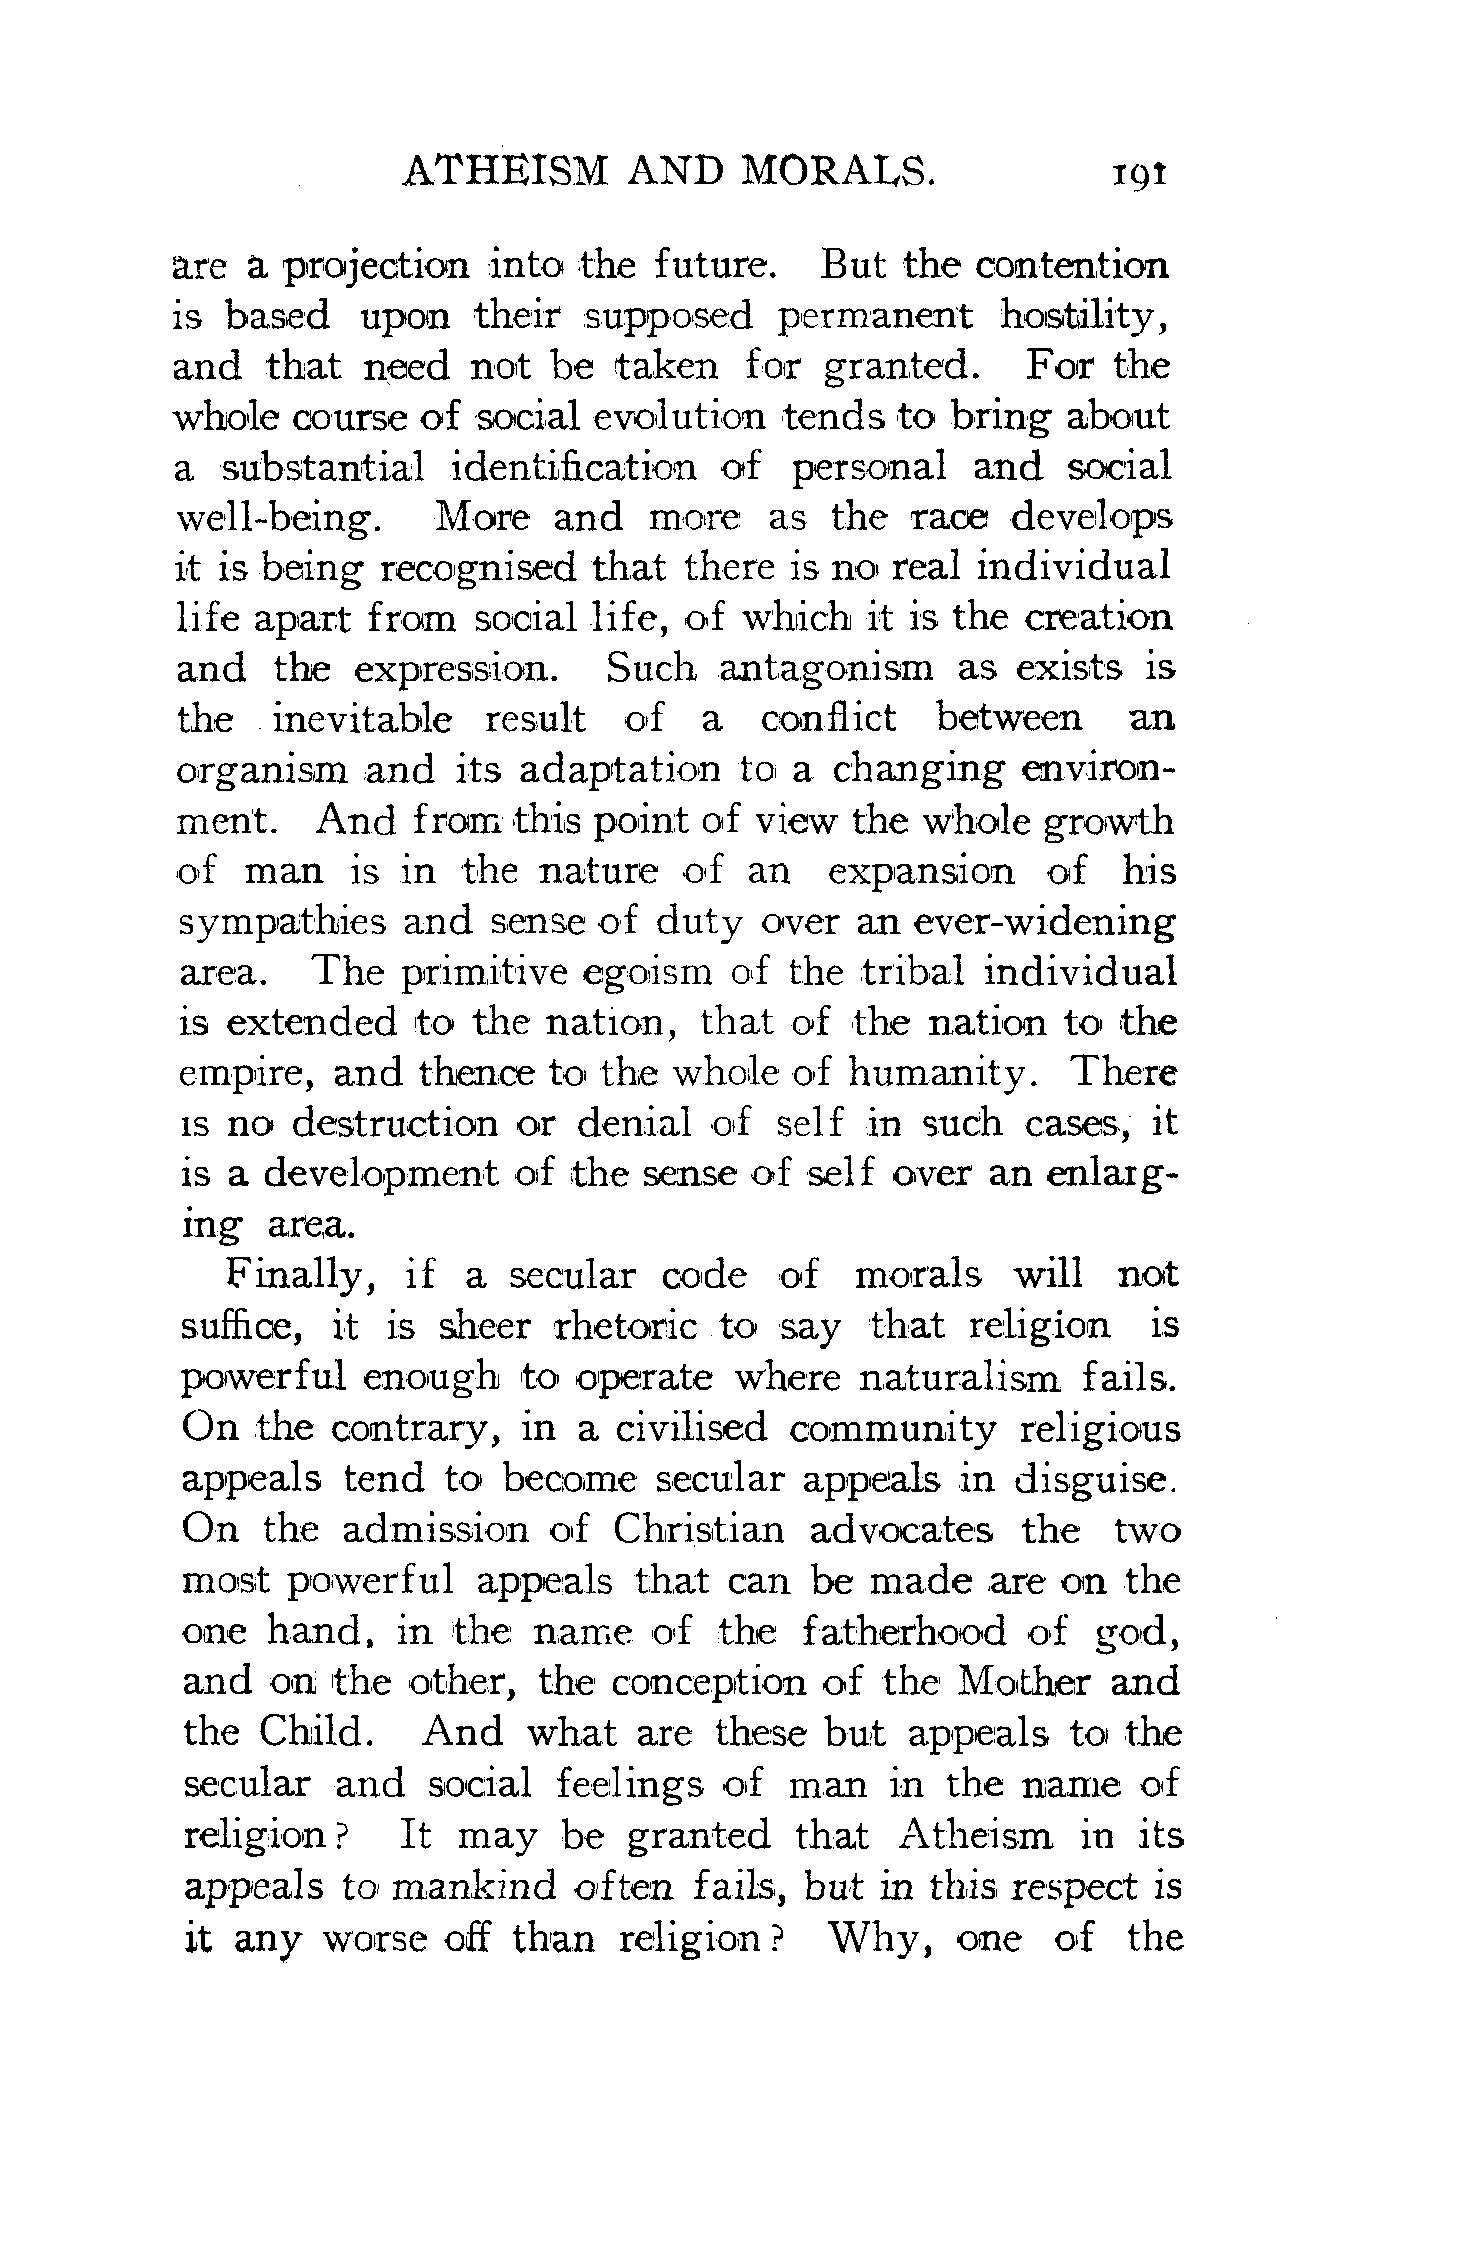 ATHEISM AND MORALS. 191
are a projection into the future. But the contention
is based upon their supposed permanent hostility,
and that need not be taken for granted. For the
whole course of social evolution tends to bring about
a substantial identification of personal and social
well-being. More and more as the race develops
it is being recognised that there is no real individual
life apart from social life, of which it is the creation
and the expression. Such antagonism as exists is
the inevitable result of a conflict between an
organism and its adaptation to a changing environ-
ment. And from this point of view the whole growth
of man is in the nature of an expansion of his
sympathies and sense of duty over an ever-widening
area. The primitive egoism of the tribal individual
is extended to the nation, that of the nation to the
empire, and thence to the whole of humanity. There
is no destruction or denial of self in such cases, it
is a development of the sense of self over an enlarg-
ing area.
Finally, if a secular code of morals will not
suffice, it is sheer rhetoric to say that religion is
powerful enough to operate where naturalism fails.
On the contrary, in a civilised community religious
appeals tend to become secular appeals in disguise.
On the admission of Christian advocates the two
most powerful appeals that can be made are on the
one hand, in the name of the fatherhood of god,
and on the other, the conception of the Mother and
the Child. And what are these but appeals to the
secular and social feelings of man in the name of
religion? It may be granted that Atheism in its
appeals to mankind often fails, but in this respect is
it any worse off than religion? Why, one of the